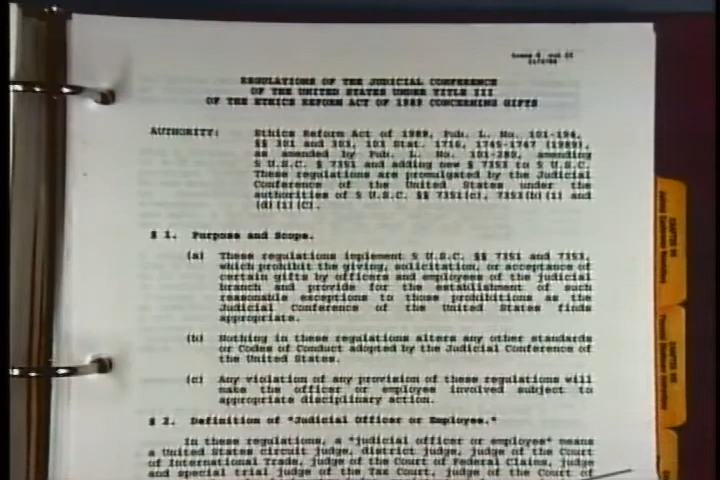 REGULATIONS OF THE JUDICIAL CONFERENCE
OF THE UNITED STATES UNDER TITLE III
OF THE ETHICS REFORM ACT OF 1989 CONCERNING GIFTS
AUTHORITY: Ethics Reform Act of 1989, Pub. L. No. 101-194,
§§ 301 and 303, 103 Stat. 1716, 1745-1747 (1989),
as amended by Pub. L. No. 101-280, amending
5 U.S.C. § 7351 and adding new § 7353 to 5 U.S.C.
These regulations are promulgated by the Judicial
Conference of the United States under the
authorities of 5 U.S.C. §§ 7351(c), 7353(b)(1) and
(d)(1)(C).
§ 1. Purpose and Scope.
(a) These regulations implement 5 U.S.C. §§ 7351 and 7353,
which prohibit the giving, solicitation, or acceptance of
certain gifts by officers and employees of the judicial
branch and provide for the establishment of such
reasonable exceptions to those prohibitions as the
Judicial Conference of the United States finds
appropriate.
(b) Nothing in these regulations alters any other standards
or Codes of Conduct adopted by the Judicial Conference of
the United States.
(c) Any violation of any provision of these regulations will
make the officer or employee involved subject to
appropriate disciplinary action.
§ 2. Definition of "Judicial Officer or Employee."
In these regulations, a "judicial officer or employee" means
a United States circuit judge, district judge, judge of the Court
of International Trade, judge of the Court of Federal Claims, judge
and special trial judge of the Tax Court, judge of the Court of